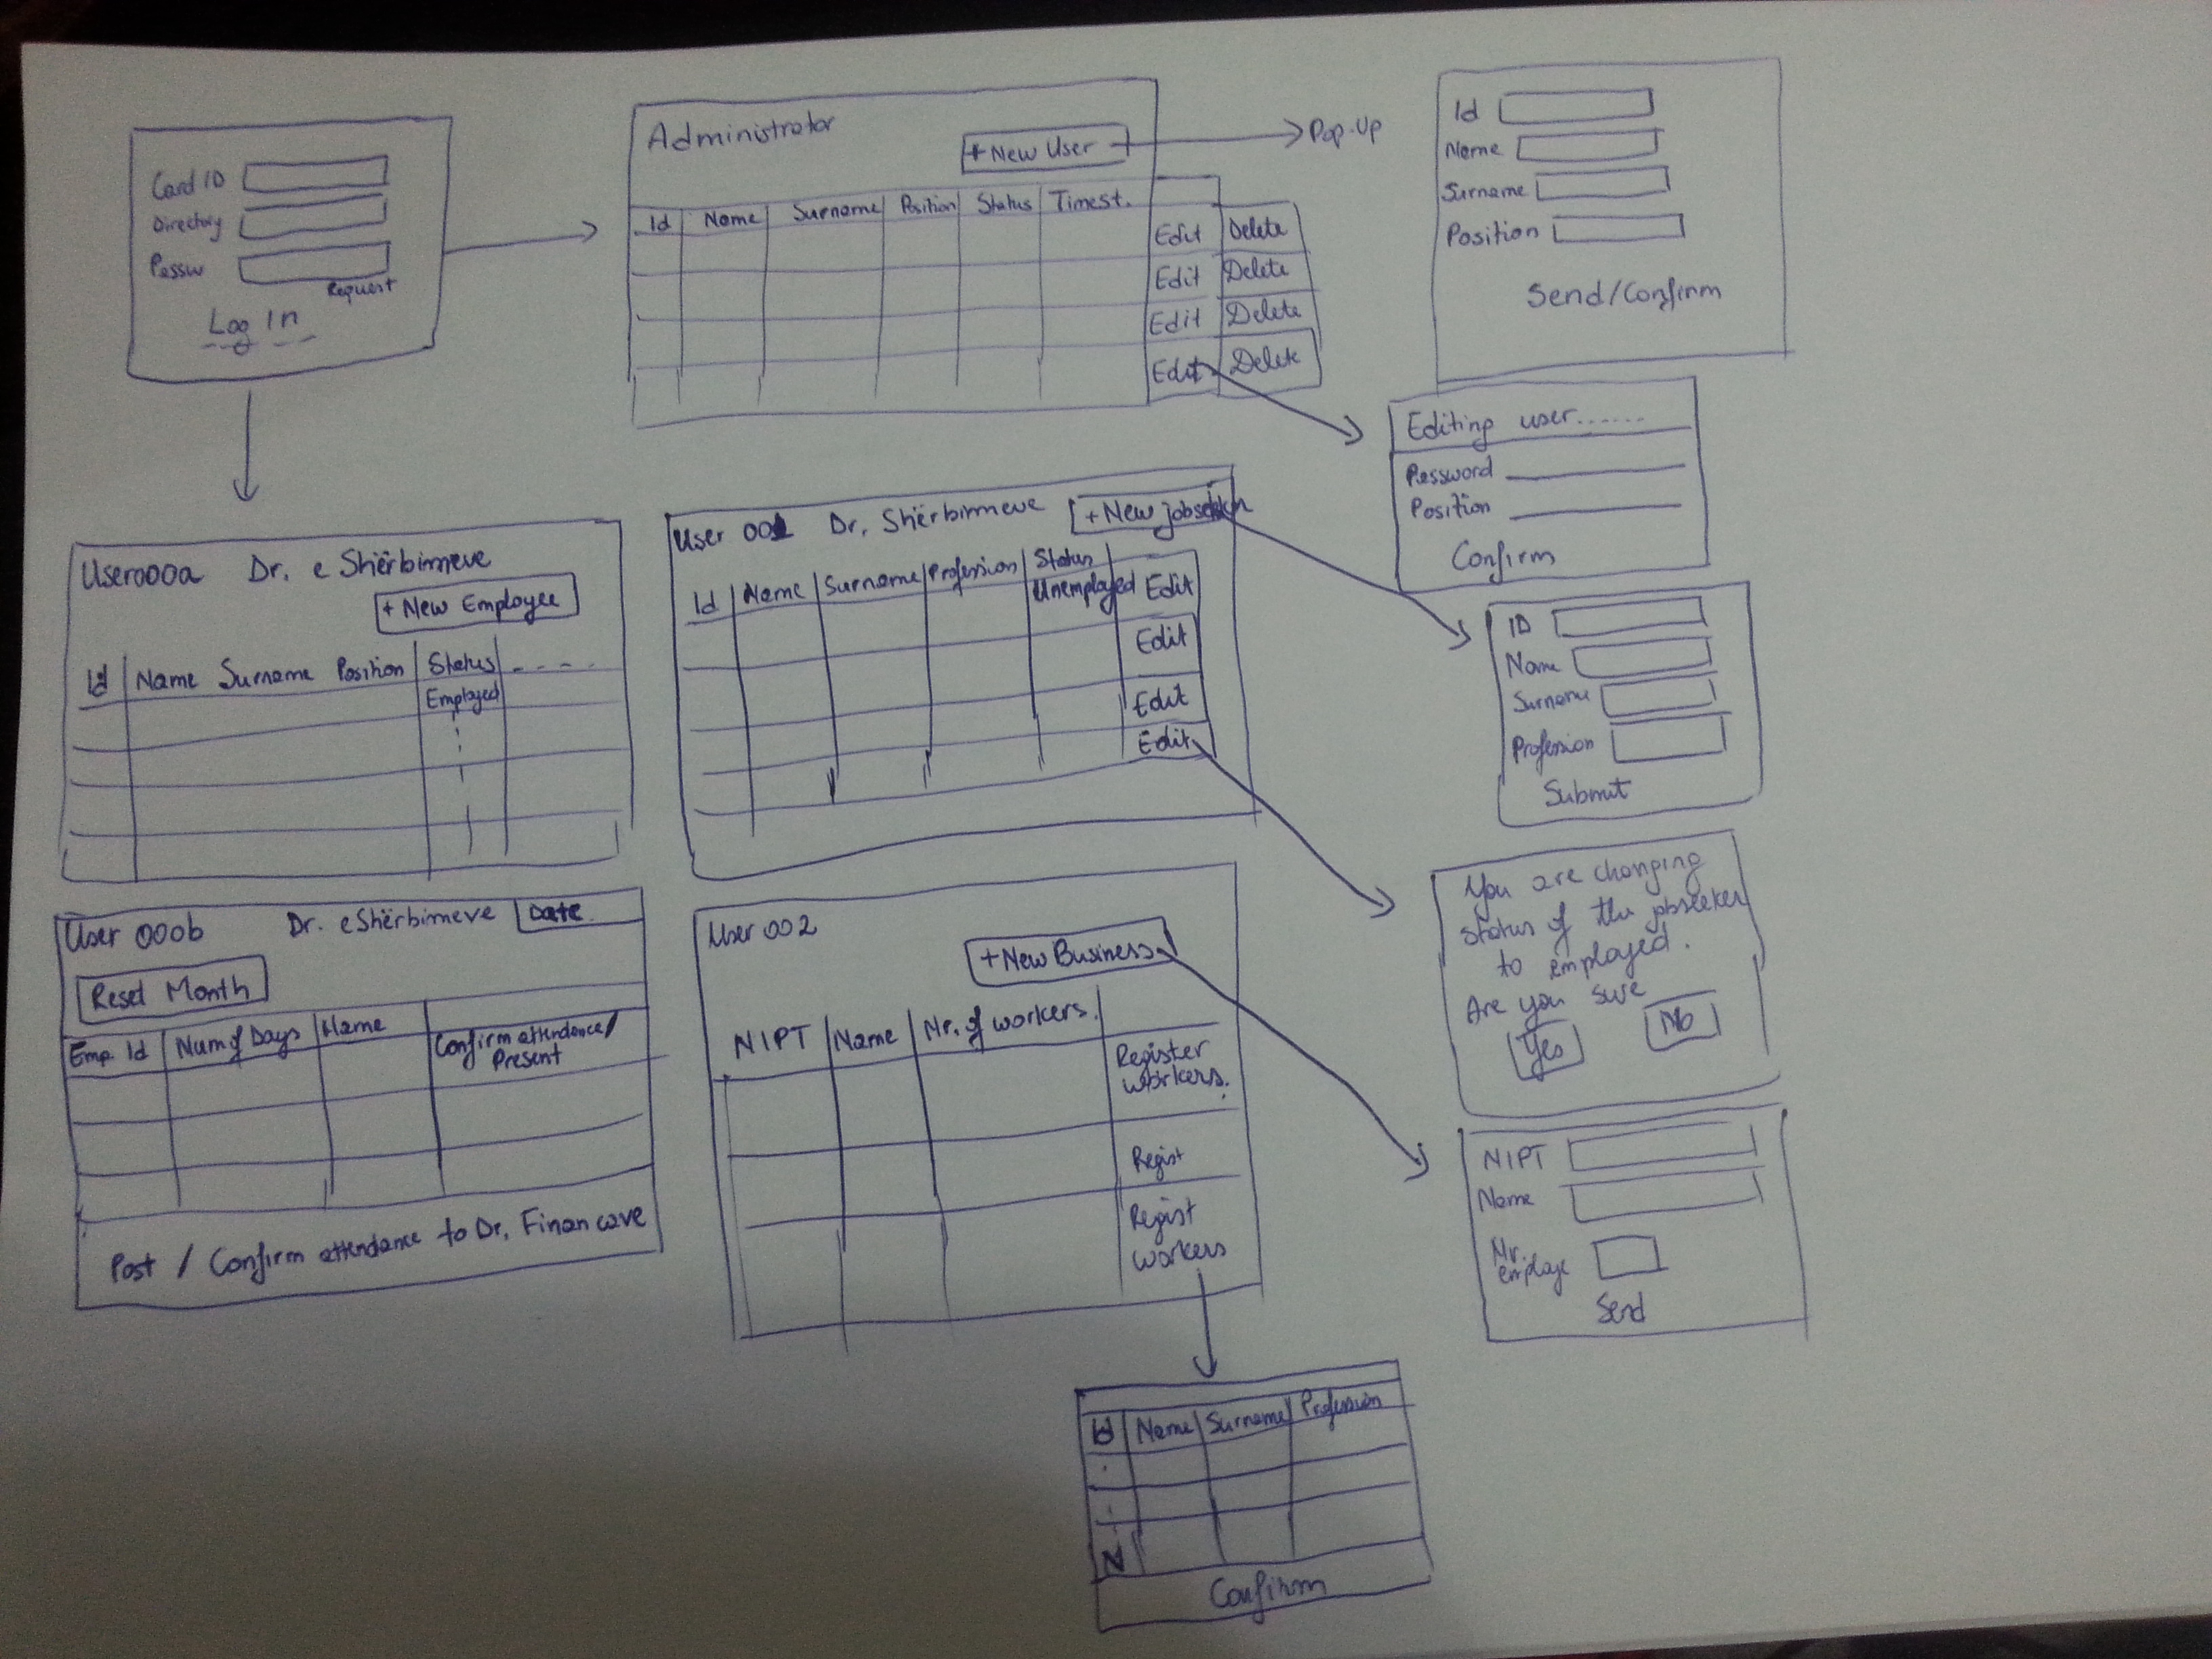 Card ID
Directory
Passw
Request
Log In
Administrator
+ New User
Pop-Up
Id Name Surname Position Status Timest.
Edit Delete
Edit Delete
Edit Delete
Edit Delete
Id
Name
Surname
Position
Send/Confirm
Editing user......
Password
Position
Confirm
User000a Dr. e Shërbimeve
+ New Employee
Id Name Surname Position Status - - - -
Employed
User 001 Dr. Shërbimeve
Id Name Surname Profession Status
Unemployed Edit
Edit
Edit
Edit
+ New
ID
Name
Surname
Profession
Submit
You are changing
status of the jobseeker
to employed.
Are you sure
Yes No
User 000b Dr. eShërbimeve Date
Reset Month
Emp Id Num of Days Name Confirm attendance/
Present
Post / Confirm attendance to Dr. Financave
User 002
+New Business
NIPT Name Nr. of workers.
Register
workers.
Regist
Regist
workers
NIPT
Name
Nr.
employe
Send
Id Name Surname Profession
N
Confirm